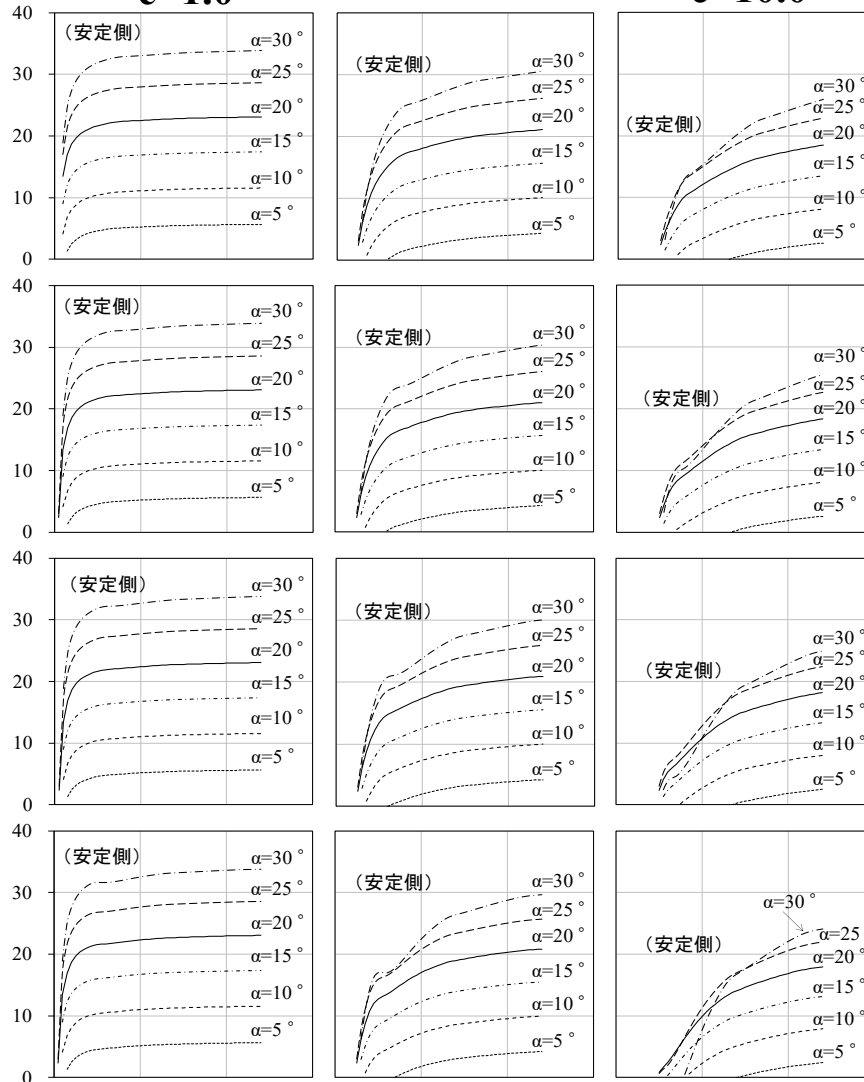 40
30
20
10
0
(安定側)
α=30 °
α=25 °
α=20 °
α=15 °
α=10 °
α=5 °
(安定側)
α=30 °
α=25 °
α=20 °
α=15 °
α=10 °
α=5 °
(安定側)
α=30 °
α=25 °
α=20 °
α=15 °
α=10 °
α=5 °
40
30
20
10
0
(安定側)
α=30 °
α=25 °
α=20 °
α=15 °
α=10 °
α=5 °
(安定側)
α=30 °
α=25 °
α=20 °
α=15 °
α=10 °
α=5 °
(安定側)
α=30 °
α=25 °
α=20 °
α=15 °
α=10 °
α=5 °
40
30
20
10
0
(安定側)
α=30 °
α=25 °
α=20 °
α=15 °
α=10 °
α=5 °
(安定側)
α=30 °
α=25 °
α=20 °
α=15 °
α=10 °
α=5 °
(安定側)
α=30 °
α=25 °
α=20 °
α=15 °
α=10 °
α=5 °
40
30
20
10
0
(安定側)
α=30 °
α=25 °
α=20 °
α=15 °
α=10 °
α=5 °
(安定側)
α=30 °
α=25 °
α=20 °
α=15 °
α=10 °
α=5 °
(安定側)
α=30 °
α=25
α=20 °
α=15 °
α=10 °
α=5 °